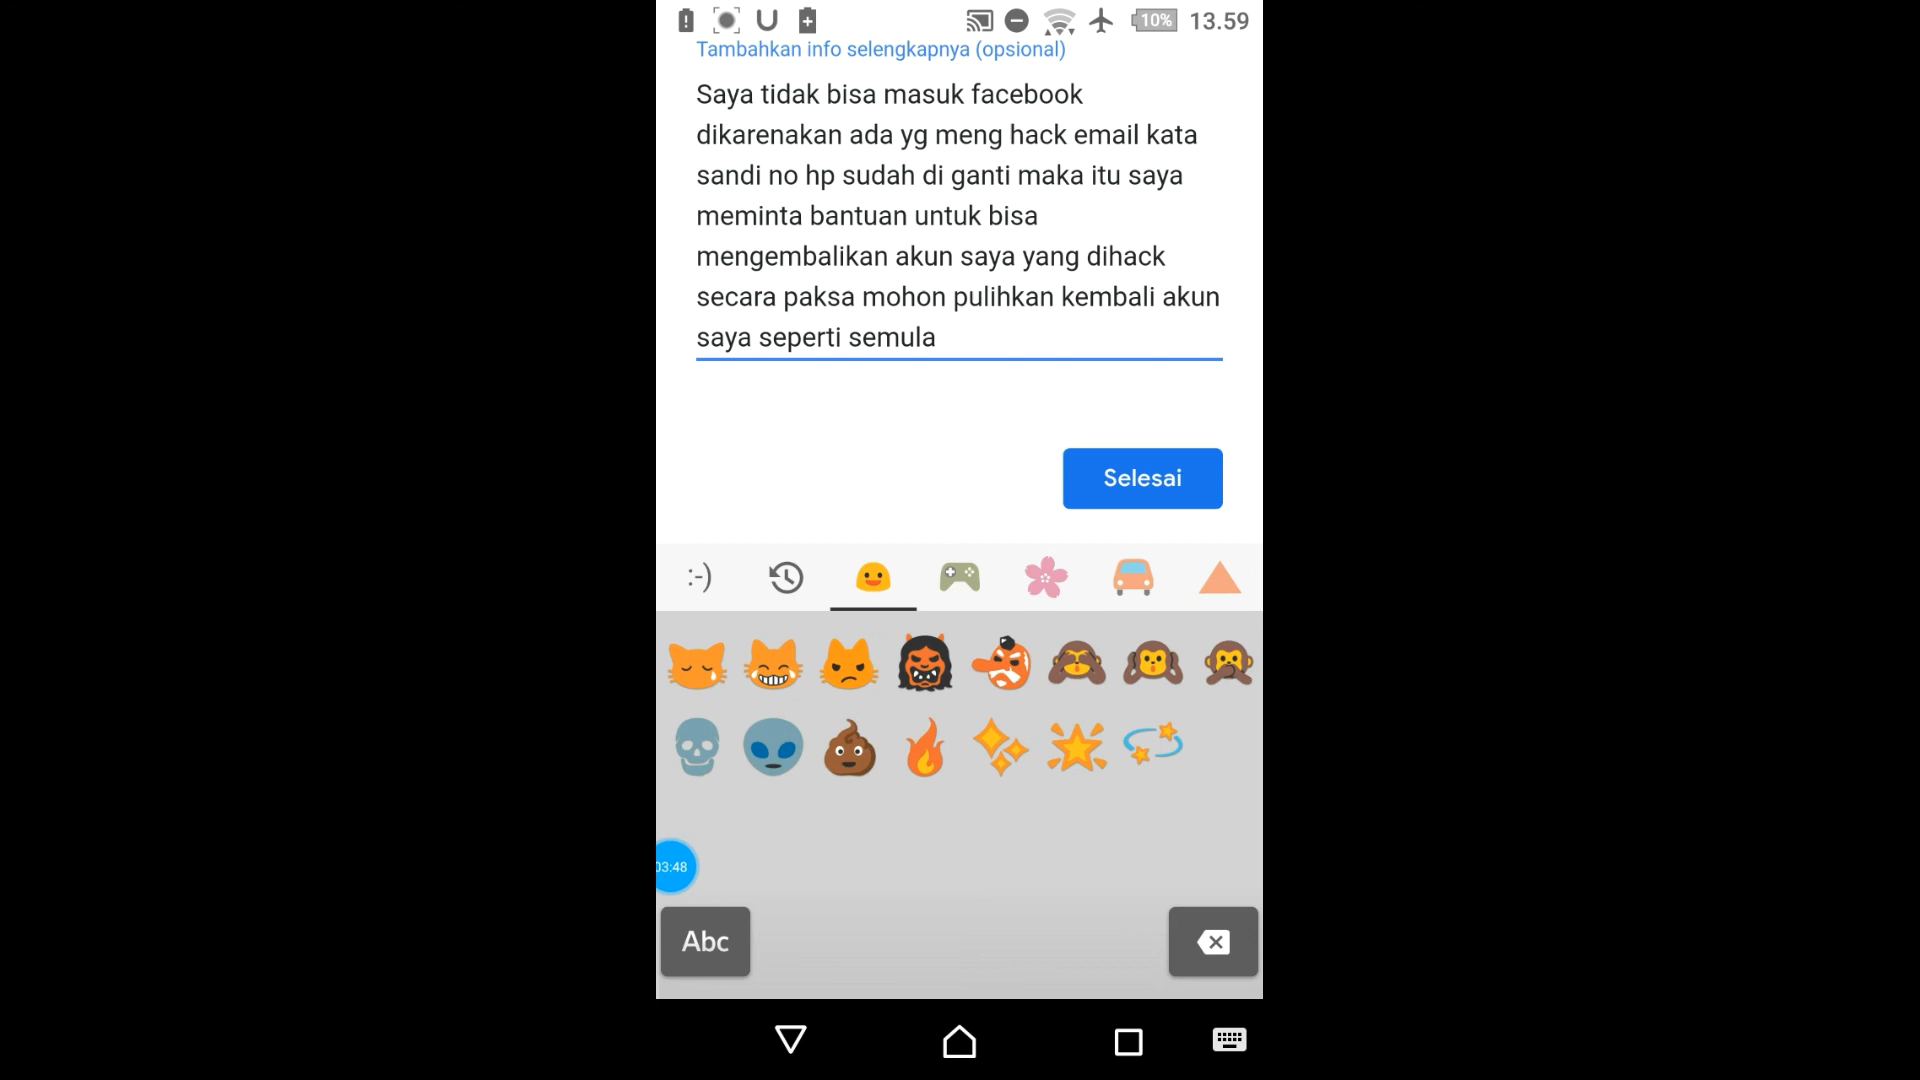 10% 13.59
Tambahkan info selengkapnya (opsional)
Saya tidak bisa masuk facebook
dikarenakan ada yg meng hack email kata
sandi no hp sudah di ganti maka itu saya
meminta bantuan untuk bisa
mengembalikan akun saya yang dihack
secara paksa mohon pulihkan kembali akun
saya seperti semula
Selesai
:-)
03:48
Abc